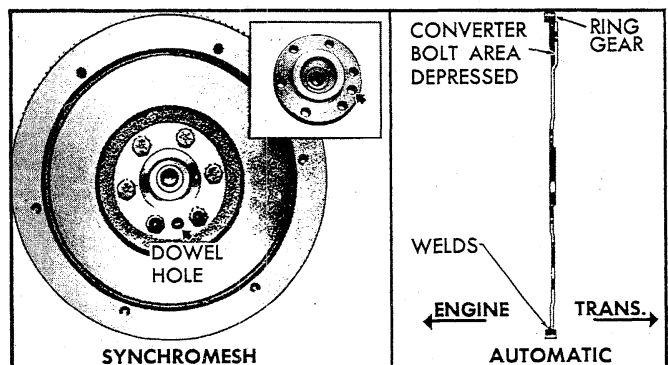 DOWEL
HOLE
SYNCHROMESH
CONVERTER
BOLT AREA
DEPRESSED
RING
GEAR
WELDS
ENGINE
TRANS.
AUTOMATIC